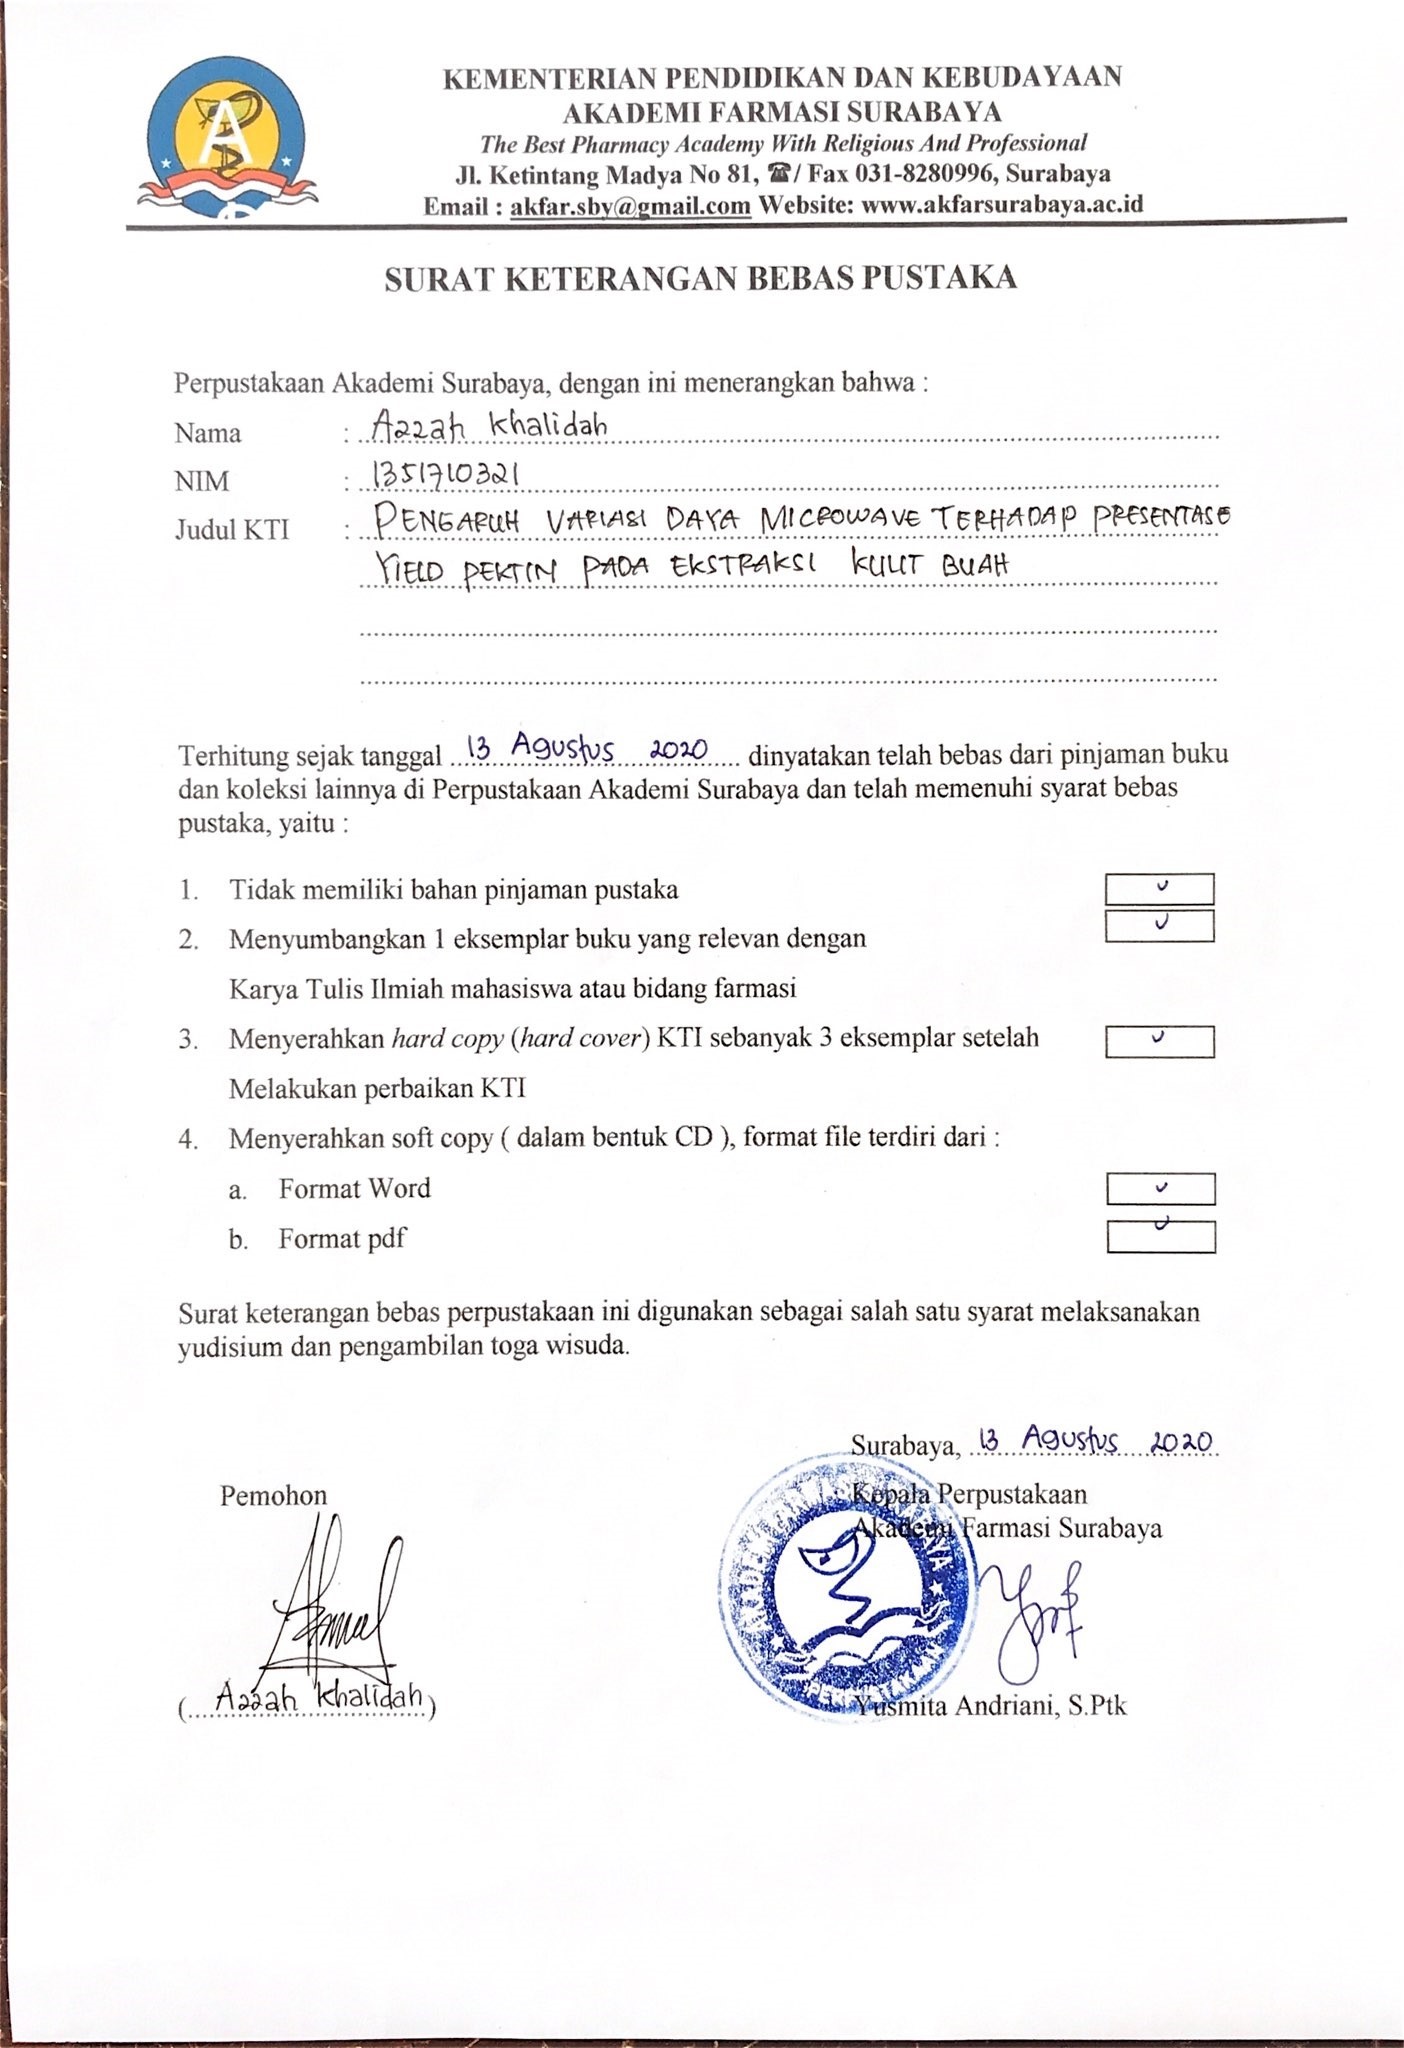 KEMENTERIAN PENDIDIKAN DAN KEBUDAYAAN
AKADEMI FARMASI SURABAYA
The Best Pharmacy Academy With Religious And Professional
Jl. Ketintang Madya No 81, ☎/ Fax 031-8280996, Surabaya
Email : akfar.sby@gmail.com Website: www.akfarsurabaya.ac.id
SURAT KETERANGAN BEBAS PUSTAKA
Perpustakaan Akademi Surabaya, dengan ini menerangkan bahwa :
Nama : Azzah Khalidah
NIM : 1351710321
Judul KTI : PENGARUH VARIASI DAYA MICROWAVE TERHADAP PRESENTASE
YIELD PEKTIN PADA EKSTRAKSI KULIT BUAH
Terhitung sejak tanggal 13 Agustus 2020 dinyatakan telah bebas dari pinjaman buku
dan koleksi lainnya di Perpustakaan Akademi Surabaya dan telah memenuhi syarat bebas
pustaka, yaitu :
1. Tidak memiliki bahan pinjaman pustaka
2. Menyumbangkan 1 eksemplar buku yang relevan dengan
Karya Tulis Ilmiah mahasiswa atau bidang farmasi
3. Menyerahkan hard copy (hard cover) KTI sebanyak 3 eksemplar setelah
Melakukan perbaikan KTI
4. Menyerahkan soft copy ( dalam bentuk CD ), format file terdiri dari :
a. Format Word
b. Format pdf
Surat keterangan bebas perpustakaan ini digunakan sebagai salah satu syarat melaksanakan
yudisium dan pengambilan toga wisuda.
Surabaya, 13 Agustus 2020
Pemohon
Kepala Perpustakaan
Akademi Farmasi Surabaya
AKADEMI FARMASI SURABAYA
PERPUSTAKAAN
(Azzah Khalidah)
Yusmita Andriani, S.Ptk